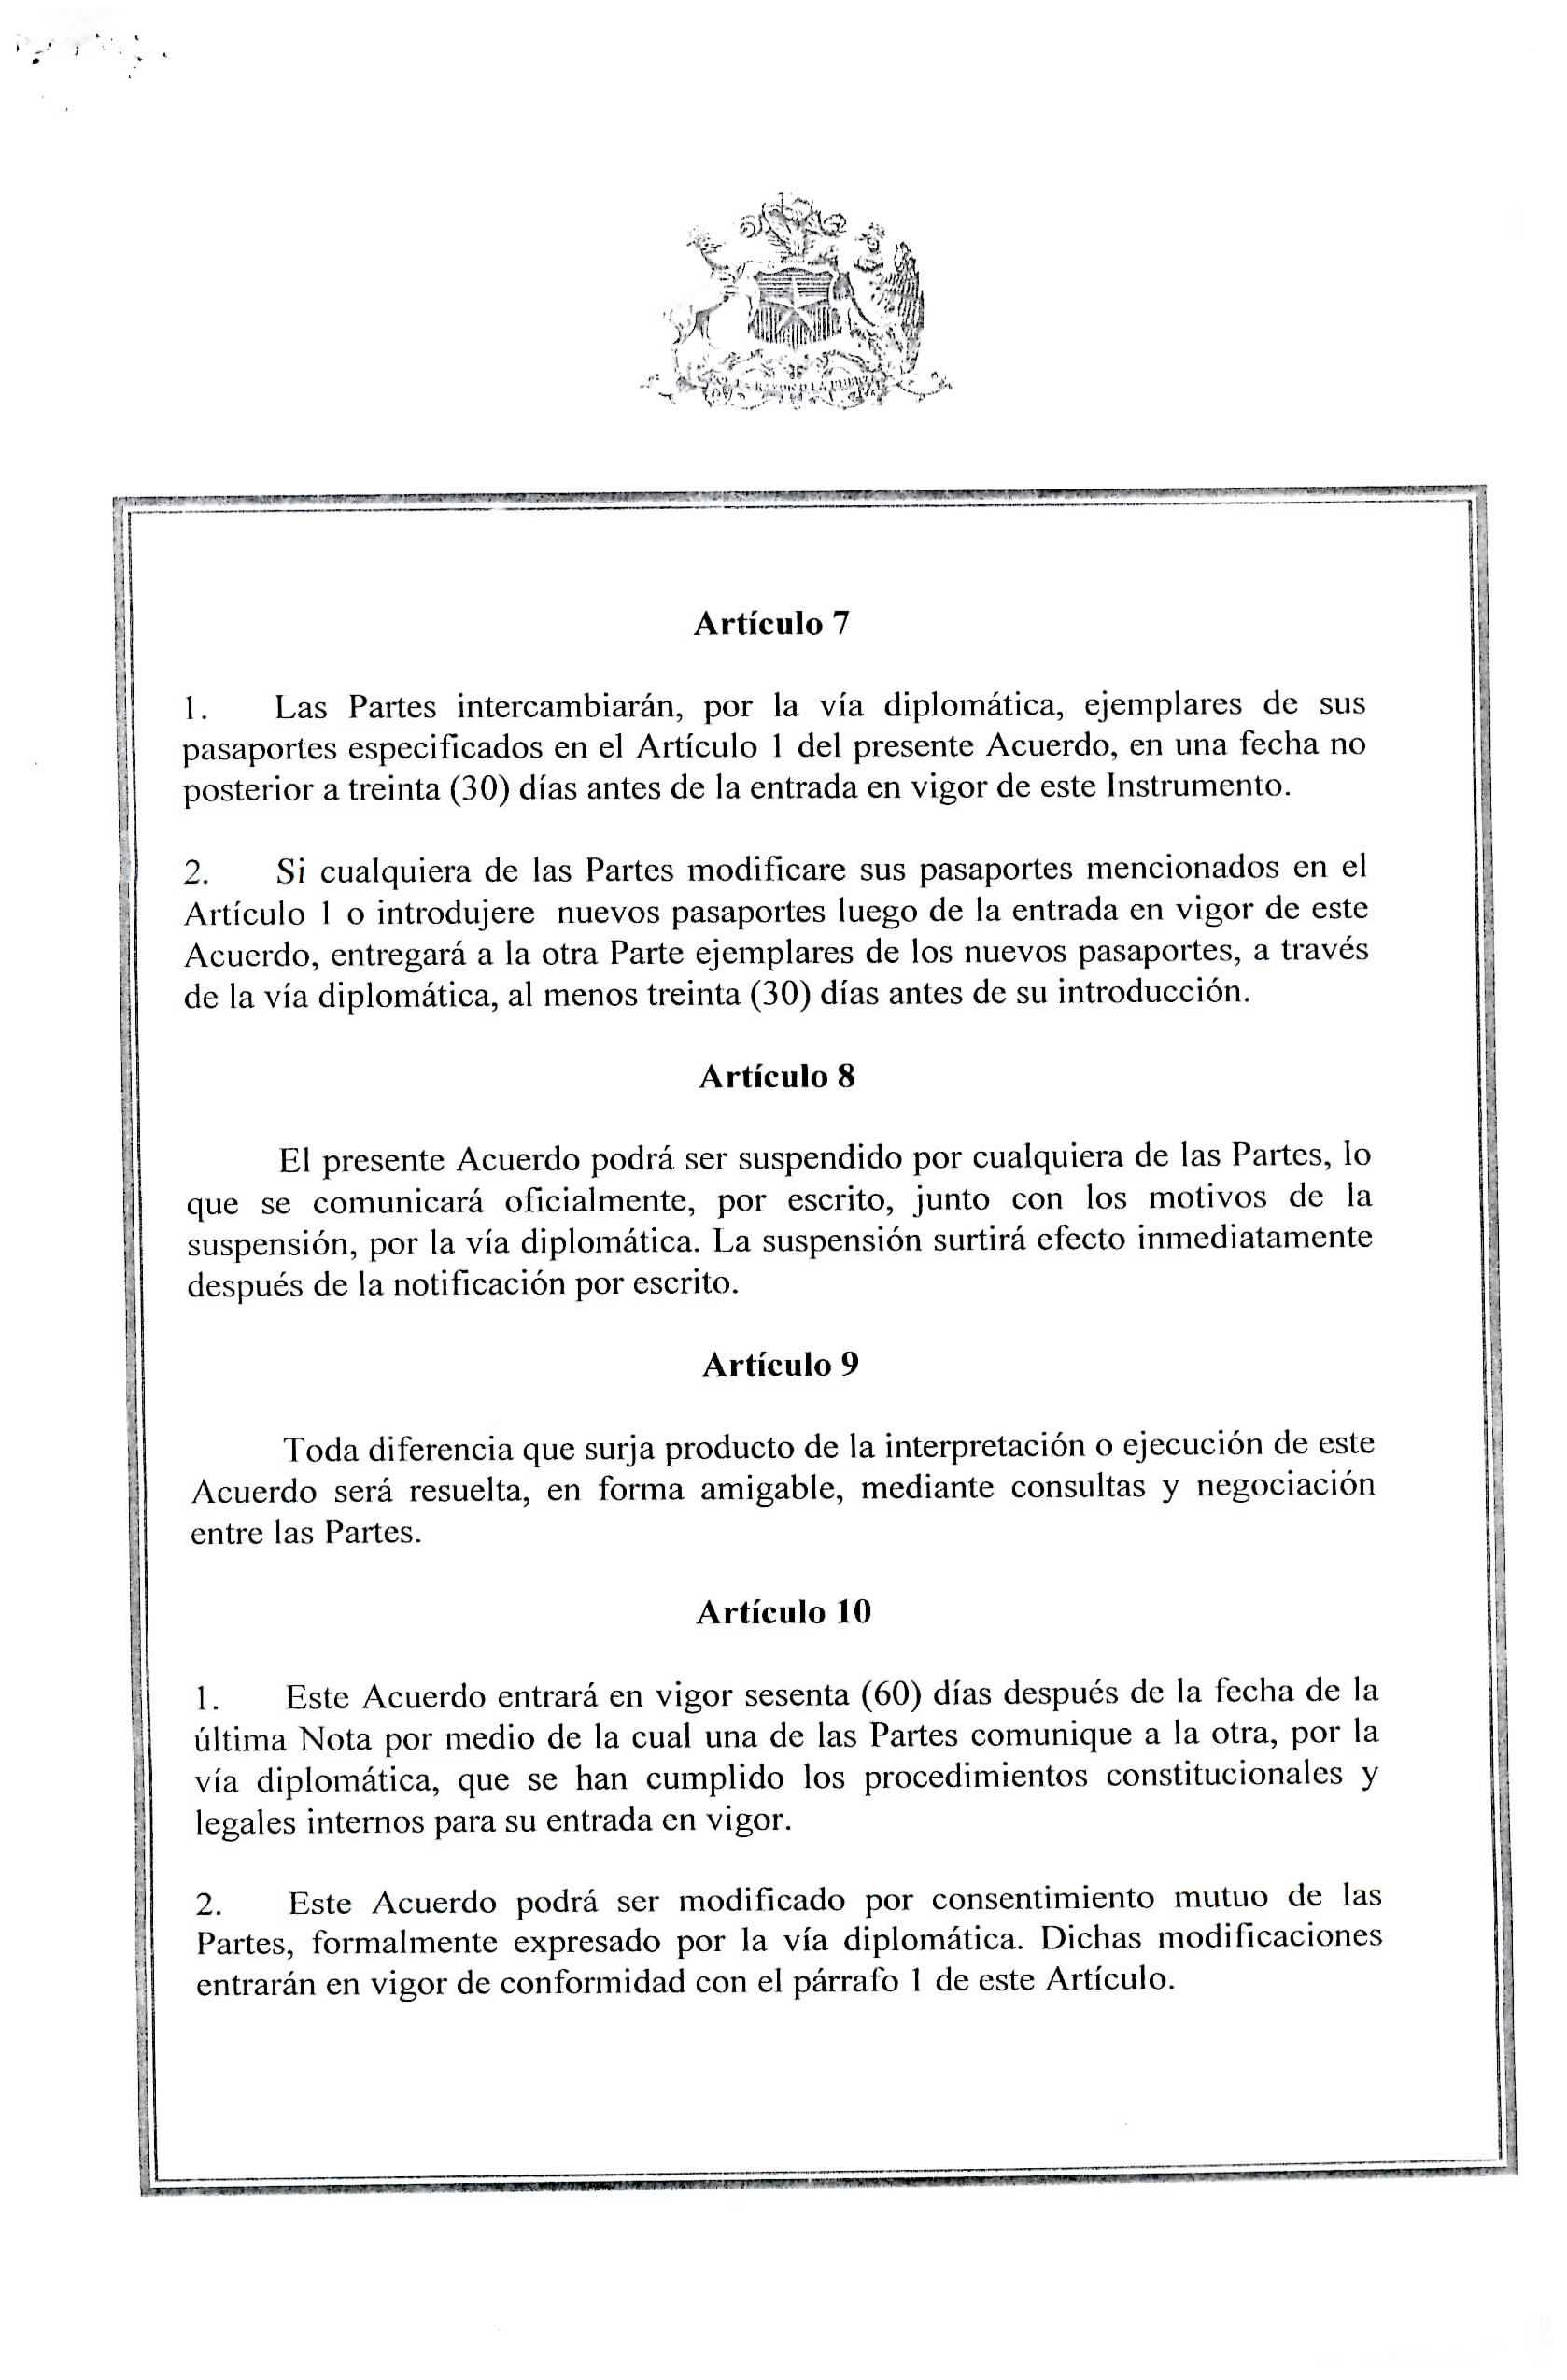 Artículo 7
1. Las Partes intercambiarán, por la vía diplomática, ejemplares de sus
pasaportes especificados en el Artículo 1 del presente Acuerdo, en una fecha no
posterior a treinta (30) días antes de la entrada en vigor de este Instrumento.
2. Si cualquiera de las Partes modificare sus pasaportes mencionados en el
Artículo 1 o introdujere nuevos pasaportes luego de la entrada en vigor de este
Acuerdo, entregará a la otra Parte ejemplares de los nuevos pasaportes, a través
de la vía diplomática, al menos treinta (30) días antes de su introducción.
Artículo 8
El presente Acuerdo podrá ser suspendido por cualquiera de las Partes, lo
que se comunicará oficialmente, por escrito, junto con los motivos de la
suspensión, por la vía diplomática. La suspensión surtirá efecto inmediatamente
después de la notificación por escrito.
Artículo 9
Toda diferencia que surja producto de la interpretación o ejecución de este
Acuerdo será resuelta, en forma amigable, mediante consultas y negociación
entre las Partes.
Artículo 10
1. Este Acuerdo entrará en vigor sesenta (60) días después de la fecha de la
última Nota por medio de la cual una de las Partes comunique a la otra, por la
vía diplomática, que se han cumplido los procedimientos constitucionales y
legales internos para su entrada en vigor.
2. Este Acuerdo podrá ser modificado por consentimiento mutuo de las
Partes, formalmente expresado por la vía diplomática. Dichas modificaciones
entrarán en vigor de conformidad con el párrafo 1 de este Artículo.